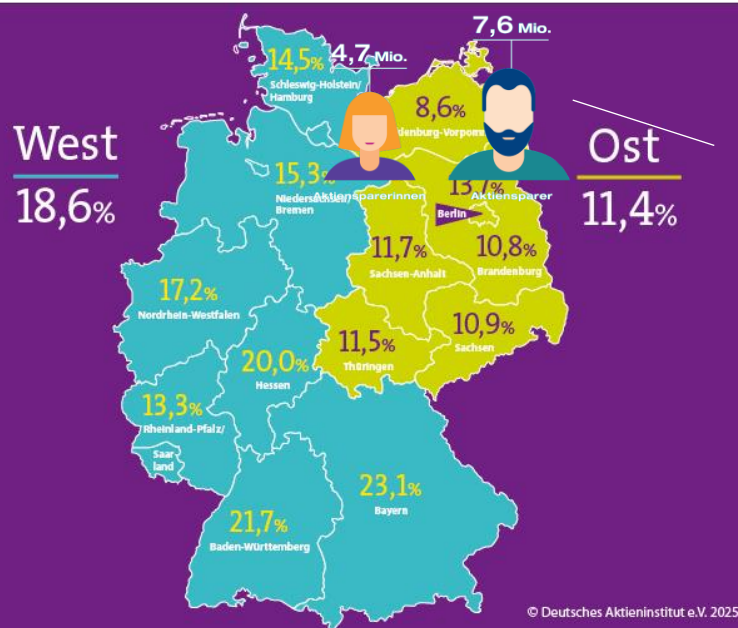 7,6 Mio.
4,7 Mio.
14,5%
Schleswig-Holstein/
Hamburg
8,6%
West
18,6%
Ost
11,4%
15,3%
Bremen
Aktiensparerinnen
Aktiensparer
13,7%
Berlin
11,7%
Sachsen-Anhalt
10,8%
Brandenburg
17,2%
Nordrhein-Westfalen
10,9%
Sachsen
11,5%
Thüringen
20,0%
Hessen
13,3%
Rheinland-Pfalz/
Saar
land
23,1%
Bayern
21,7%
Baden-Württemberg
© Deutsches Aktieninstitut e.V. 2025